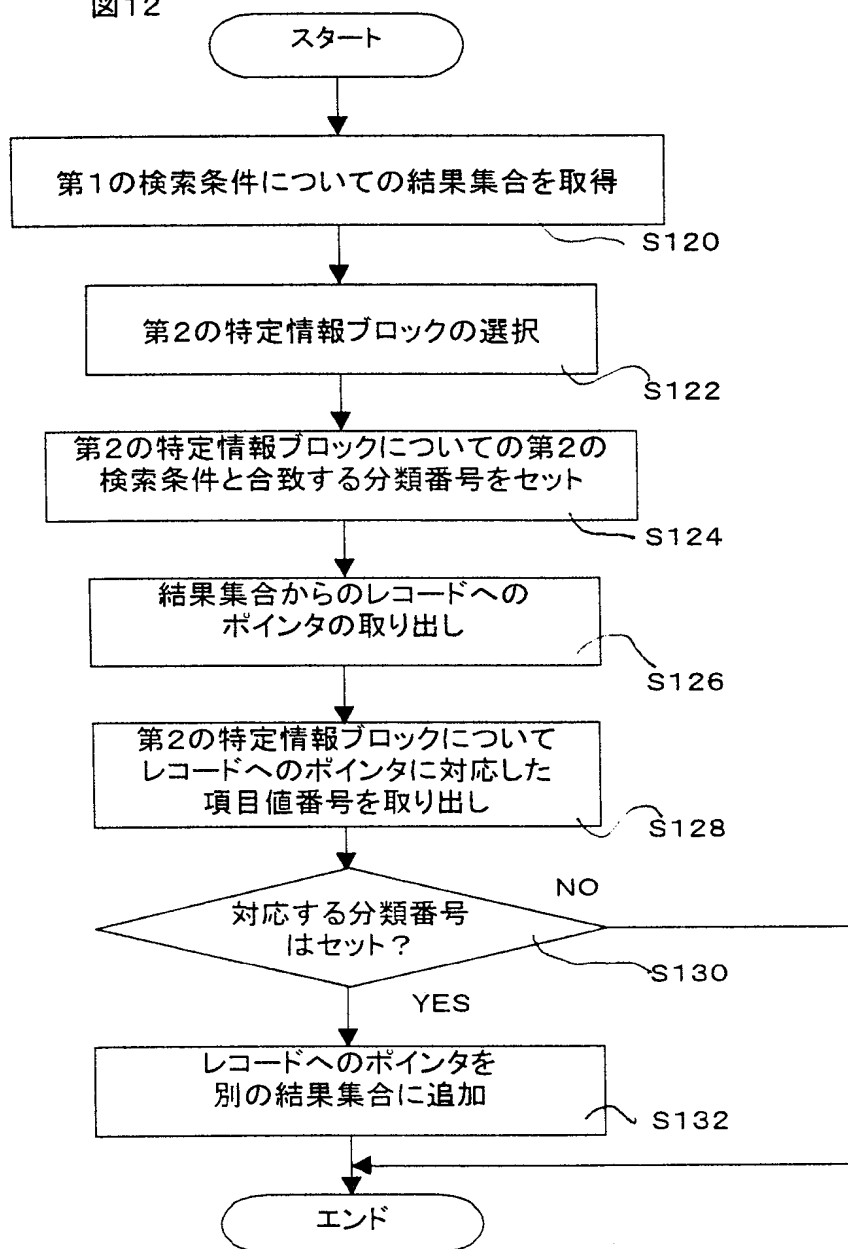 図12
スタート
第1の検索条件についての結果集合を取得
S120
第2の特定情報ブロックの選択
S122
第2の特定情報ブロックについての第2の
検索条件と合致する分類番号をセット
S124
結果集合からのレコードへの
ポインタの取り出し
S126
第2の特定情報ブロックについて
レコードへのポインタに対応した
項目値番号を取り出し
S128
対応する分類番号
はセット？
NO
S130
YES
レコードへのポインタを
別の結果集合に追加
S132
エンド